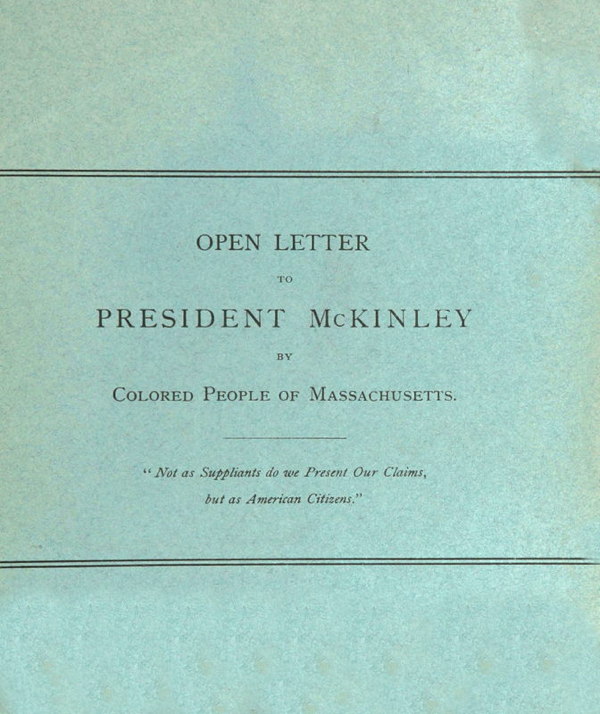 OPEN LETTER
TO
PRESIDENT McKINLEY
BY
COLORED PEOPLE OF MASSACHUSETTS.
“ Not as Suppliants do we Present Our Claims,
but as American Citizens.”